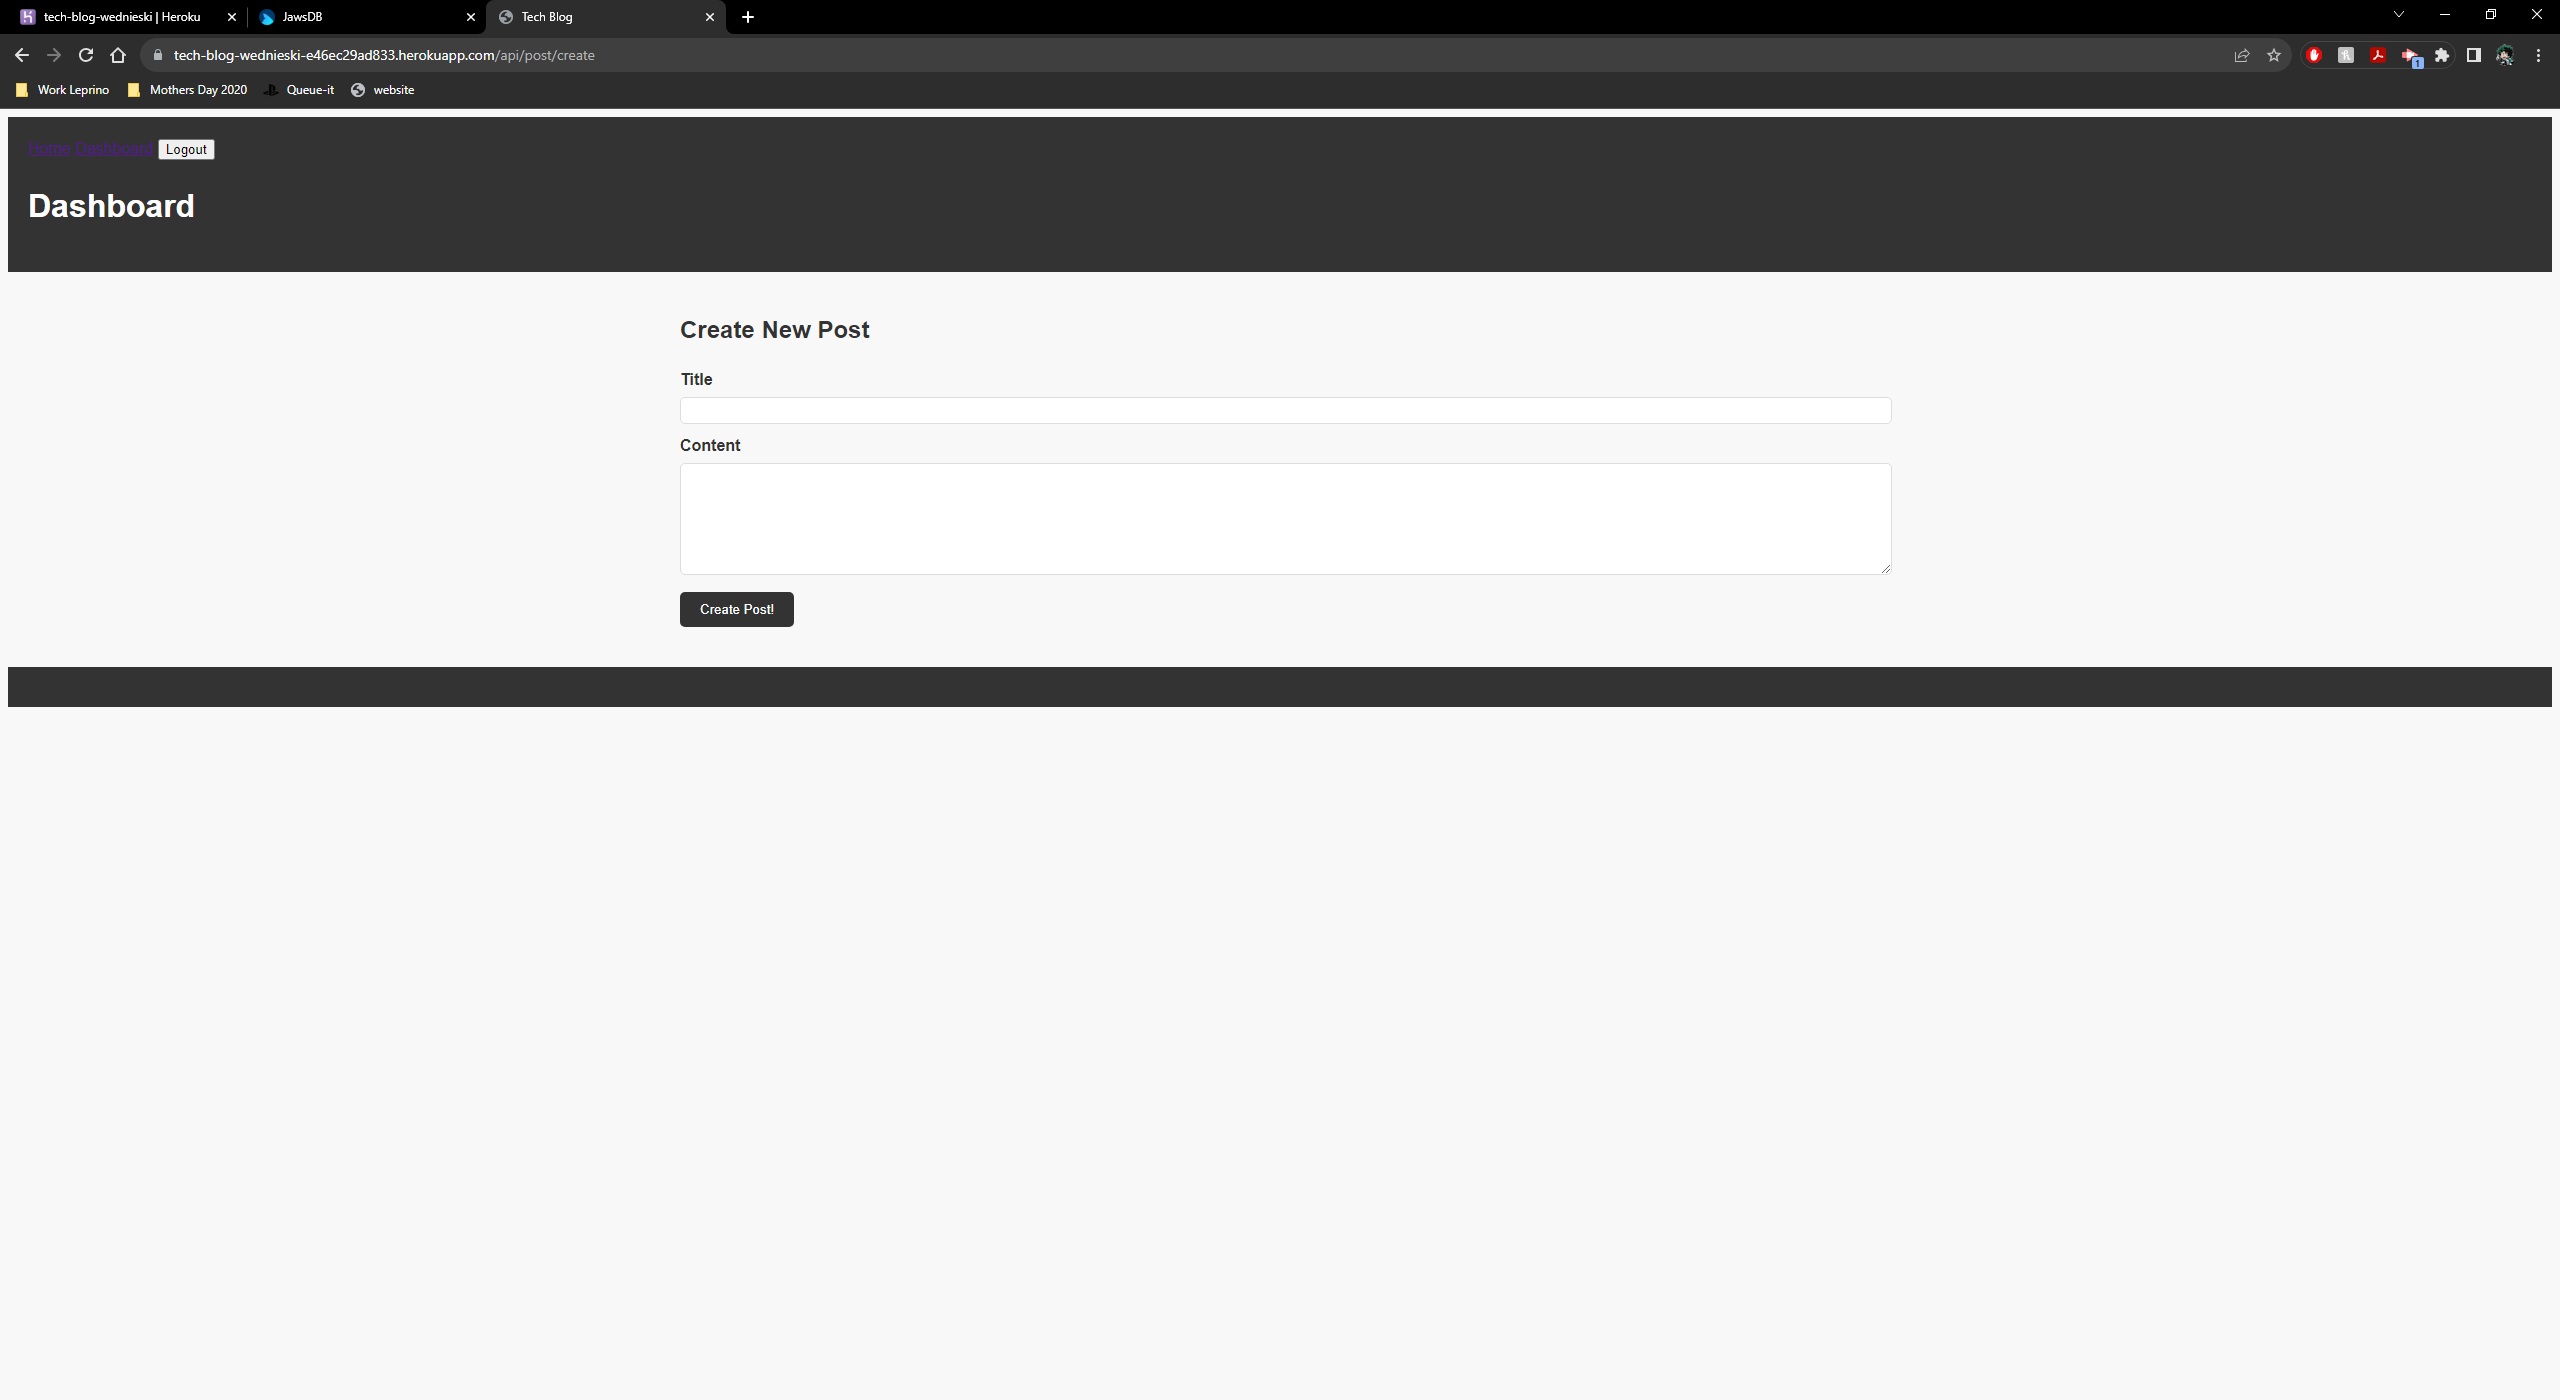 tech-blog-wednieski | Heroku
JawsDB
Tech Blog
tech-blog-wednieski-e46ec29ad833.herokuapp.com/api/post/create
1
Work Leprino
Mothers Day 2020
Queue-it
website
Home Dashboard Logout
Dashboard
Create New Post
Title
Content
Create Post!